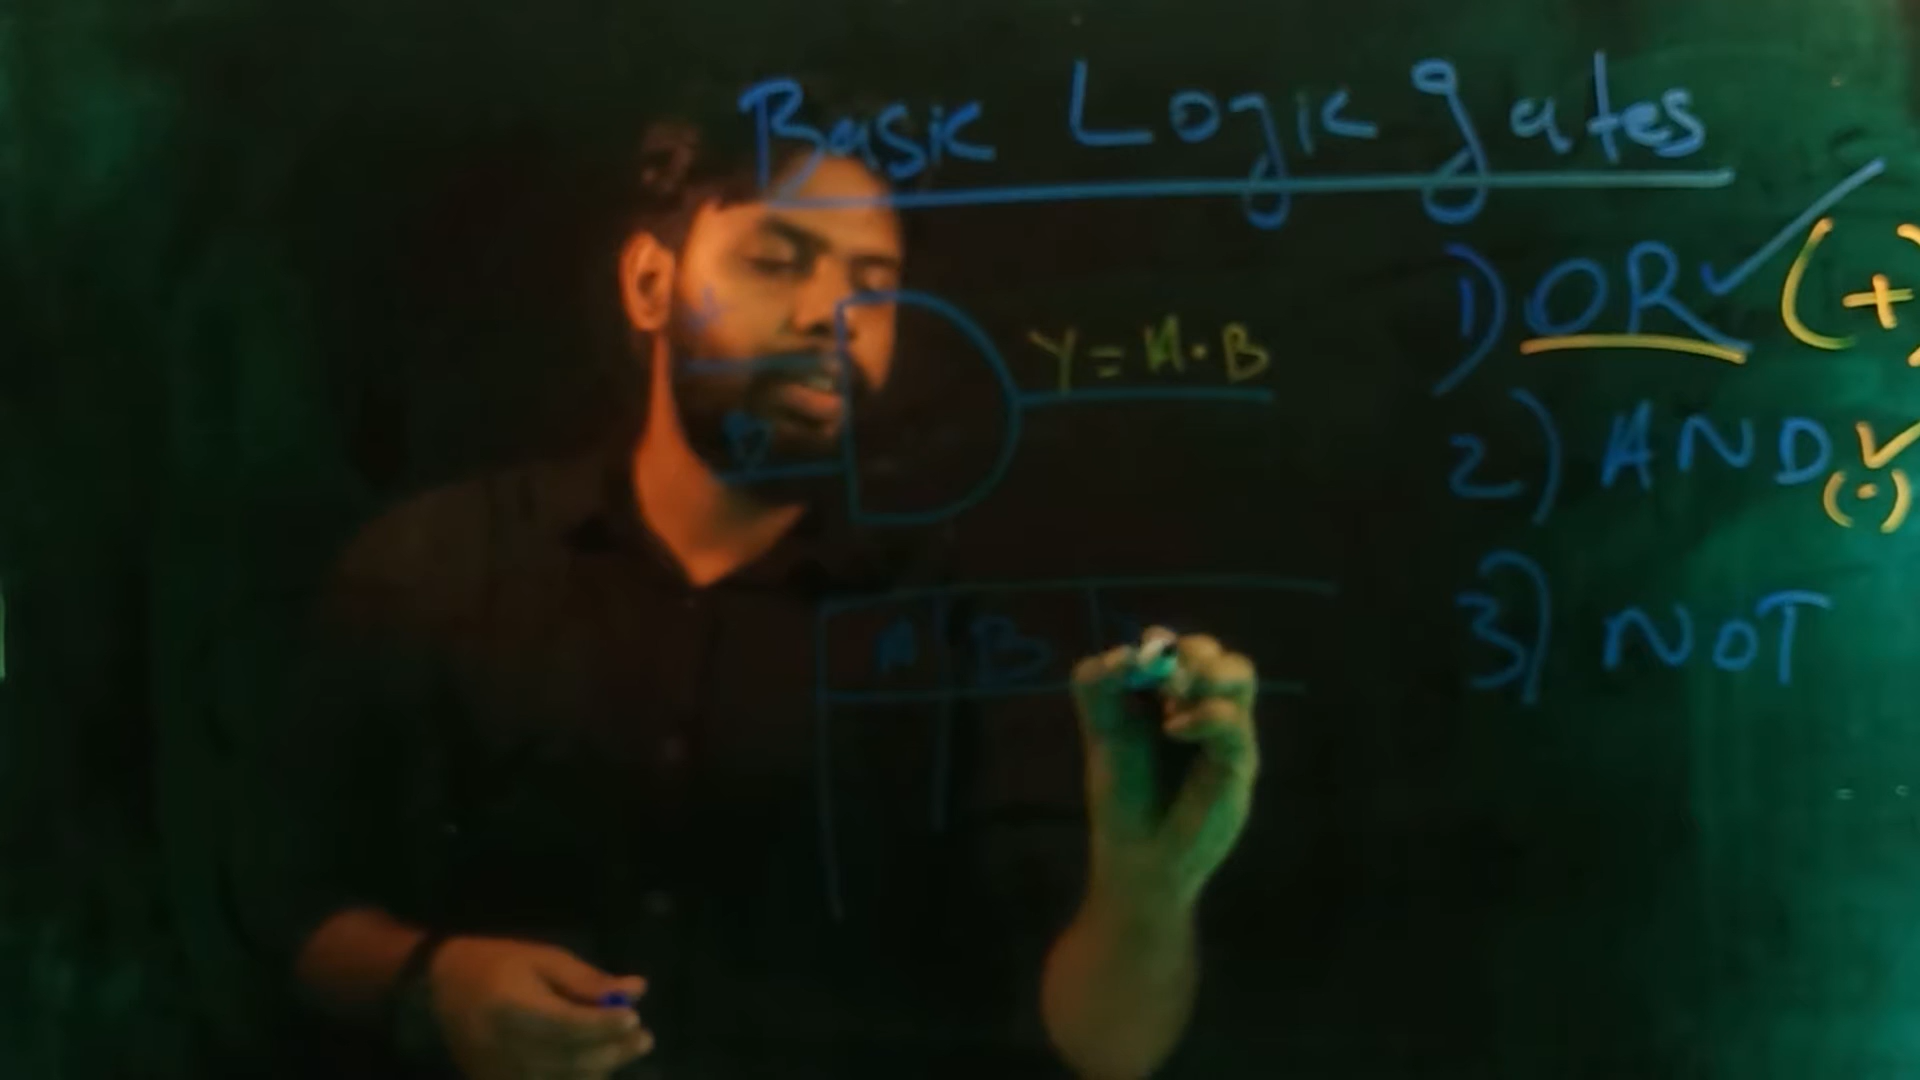 Basic Logic gates
1) OR ✓ (+)
A
Y = A · B
B
2) AND ✓
(·)
A B
3) NOT